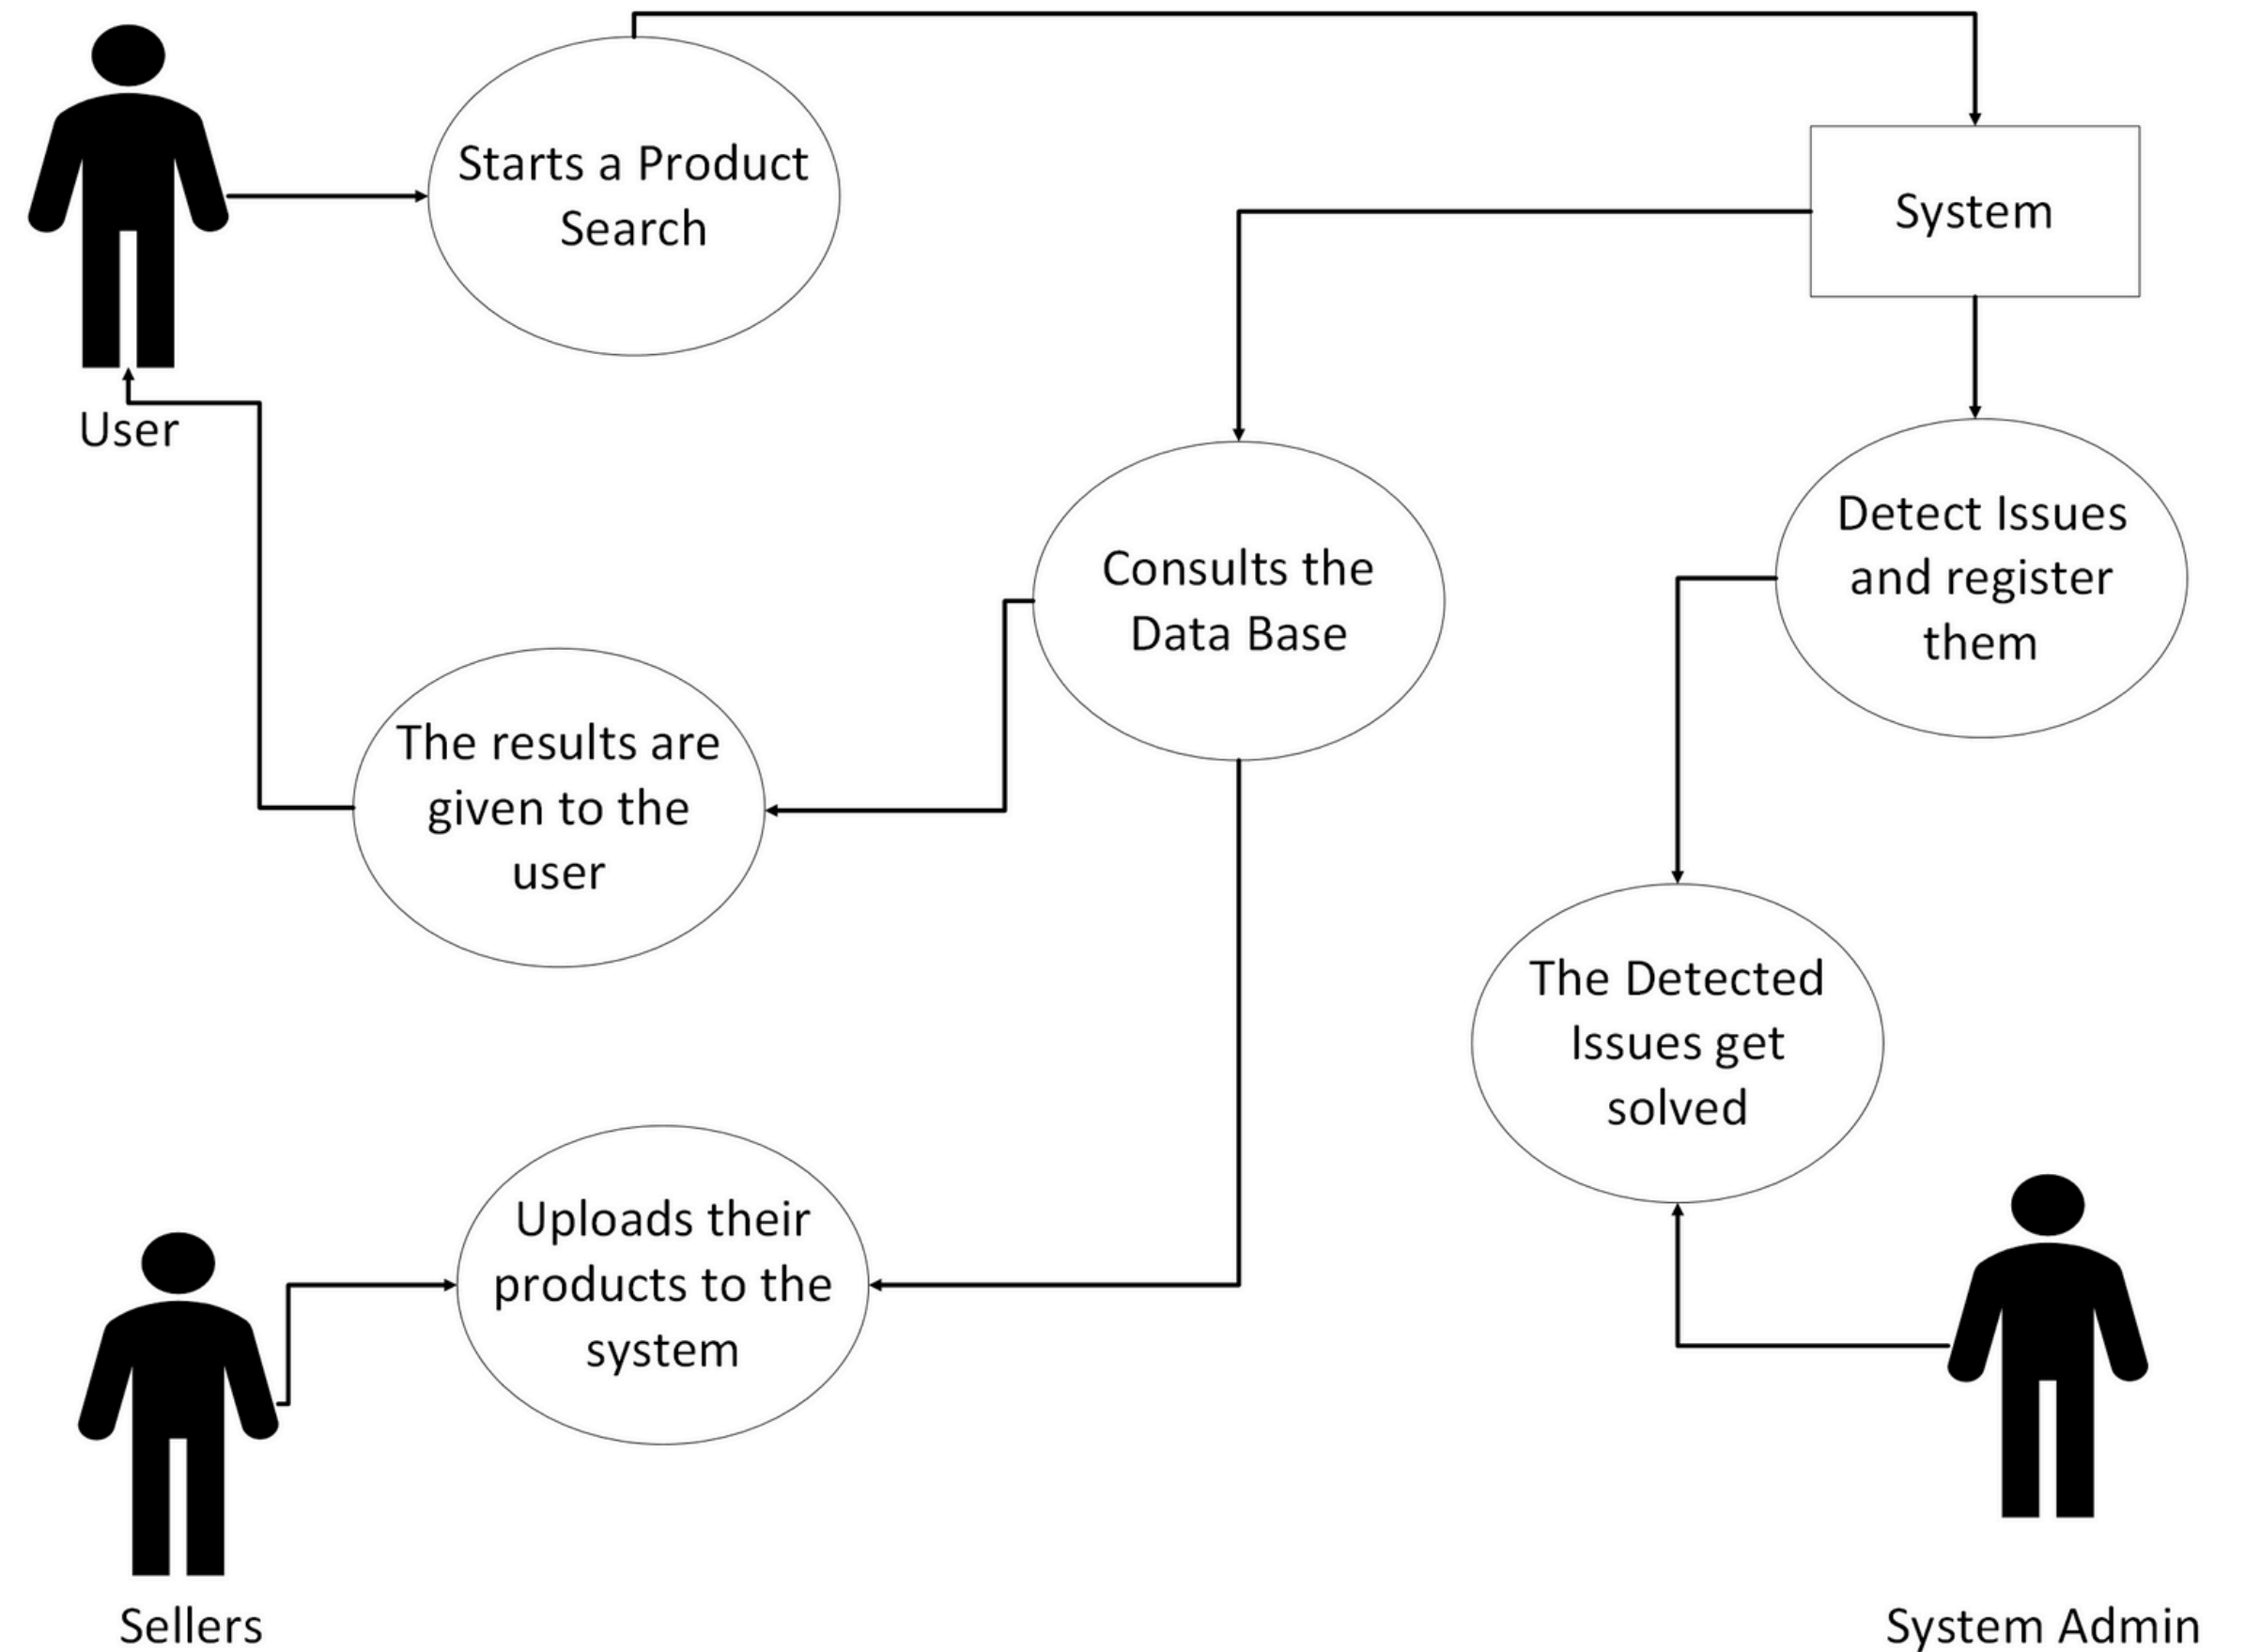 Starts a Product
Search
System
User
Detect Issues
and register
them
Consults the
Data Base
The results are
given to the
user
The Detected
Issues get
solved
Uploads their
products to the
system
Sellers
System Admin